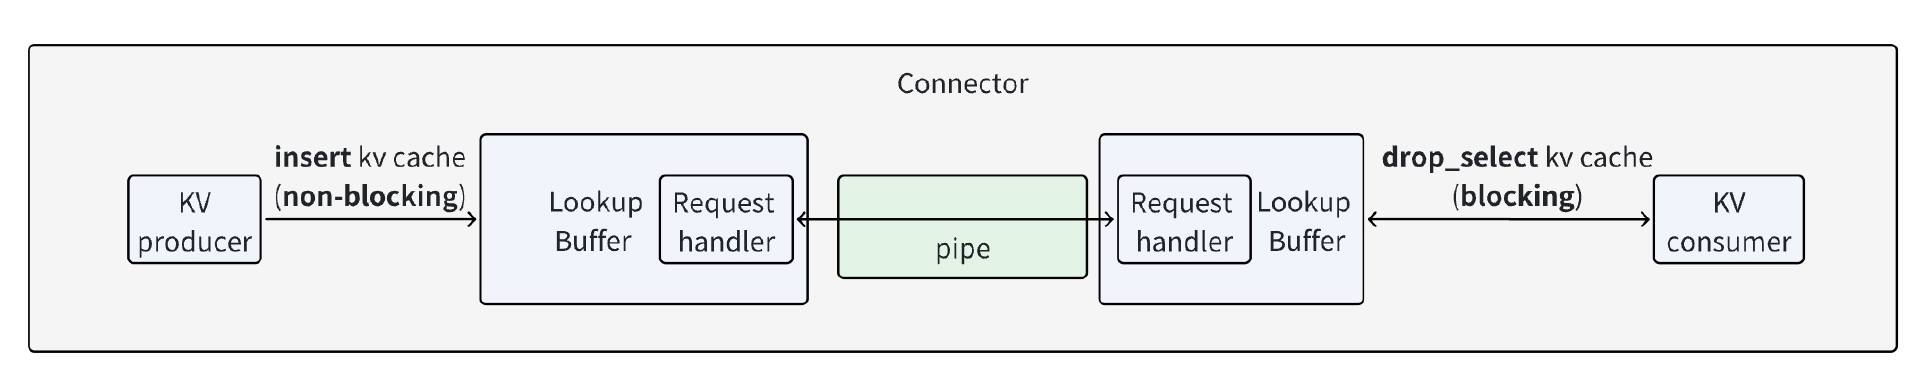 Connector
insert kv cache
(non-blocking)
KV
producer
Lookup
Buffer
Request
handler
pipe
Request
handler
Lookup
Buffer
drop_select kv cache
(blocking)
KV
consumer